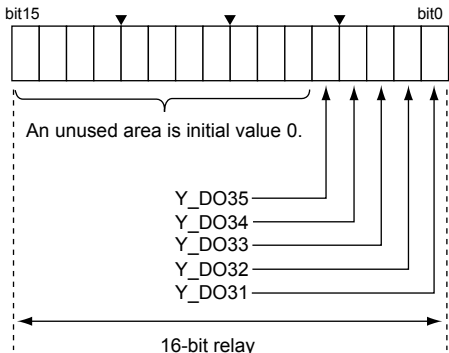 bit15 bit0
An unused area is initial value 0.
Y_DO35
Y_DO34
Y_DO33
Y_DO32
Y_DO31
16-bit relay